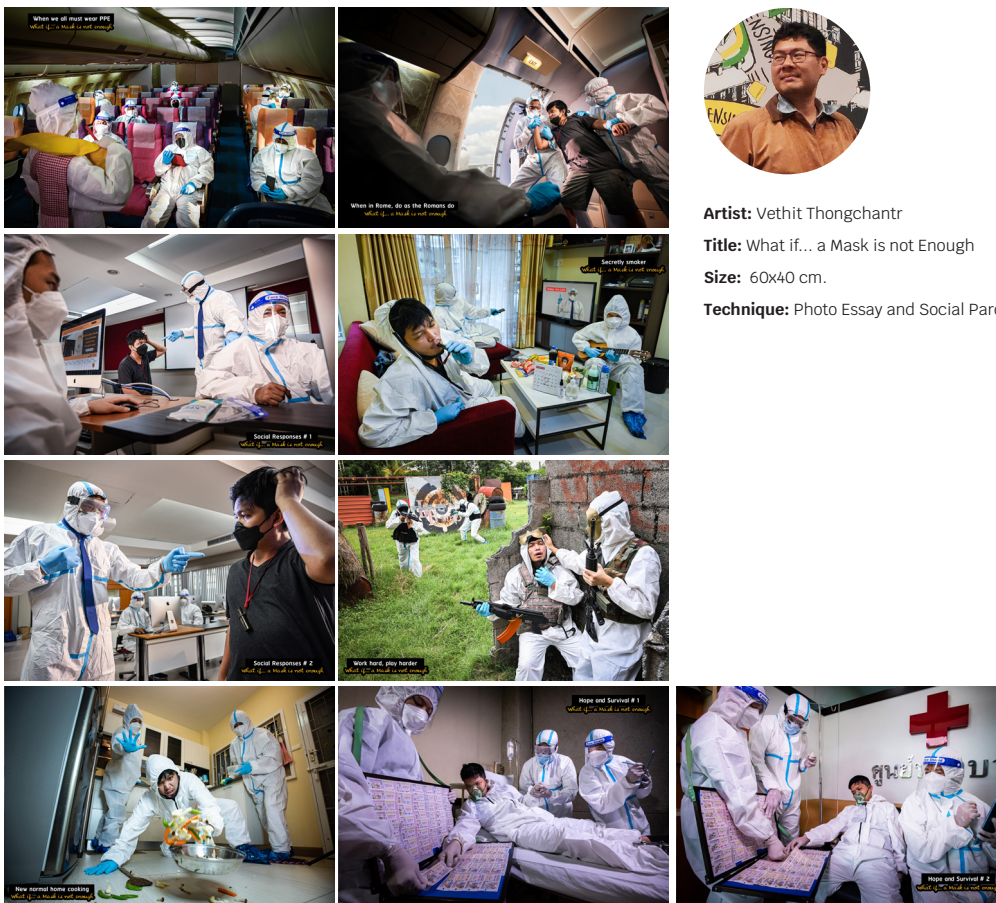 When we all must wear PPE
What if... a Mask is not enough
When in Rome, do as the Romans do
What if... a Mask is not enough
Artist: Vethit Thongchantr
Title: What if... a Mask is not Enough
Size: 60x40 cm.
Technique: Photo Essay and Social
Social Responses # 1
What if... a Mask is not enough
Secretly smoker
What if... a Mask is not enough
Social Responses # 2
What if... a Mask is not enough
Work hard, play harder
What if... a Mask is not enough
New normal home cooking
What if... a Mask is not enough
Hope and Survival # 1
What if... a Mask is not enough
Hope and Survival # 2
What if... a Mask is not enough